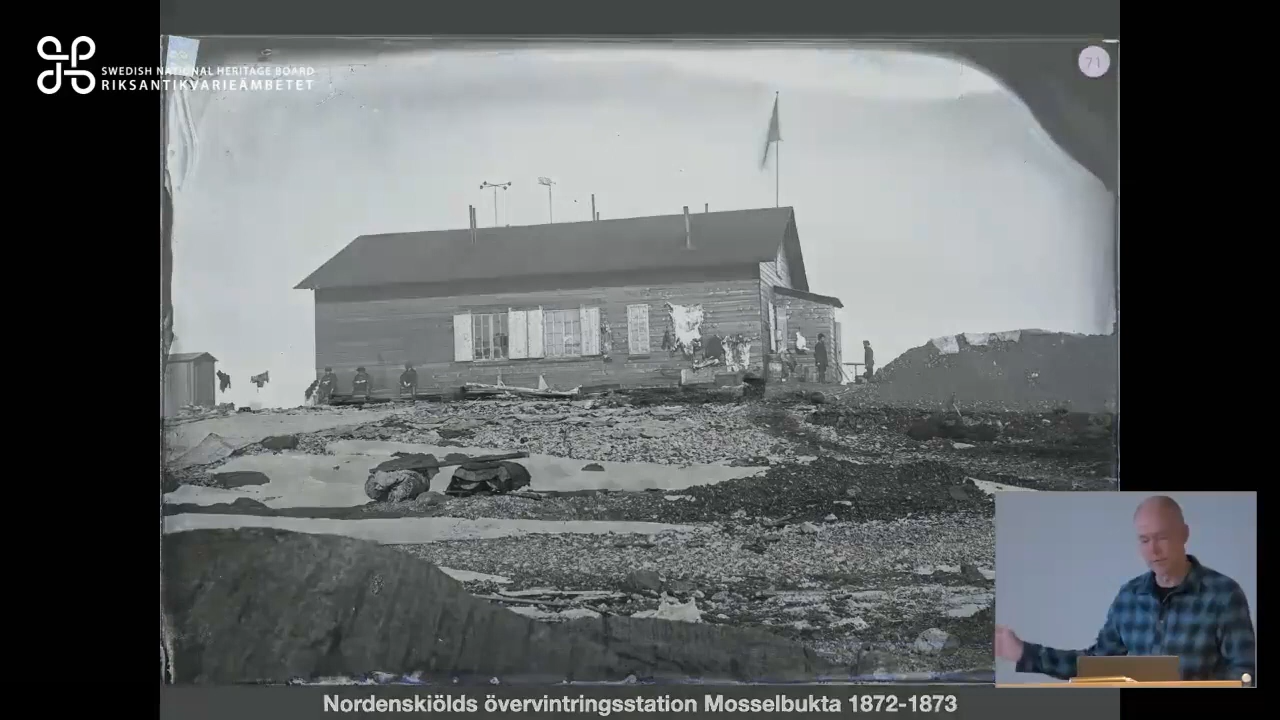 SWEDISH NATIONAL HERITAGE BOARD
RIKSANTIKVARIEÄMBETET
71
Nordenskiölds övervintringsstation Mosselbukta 1872-1873